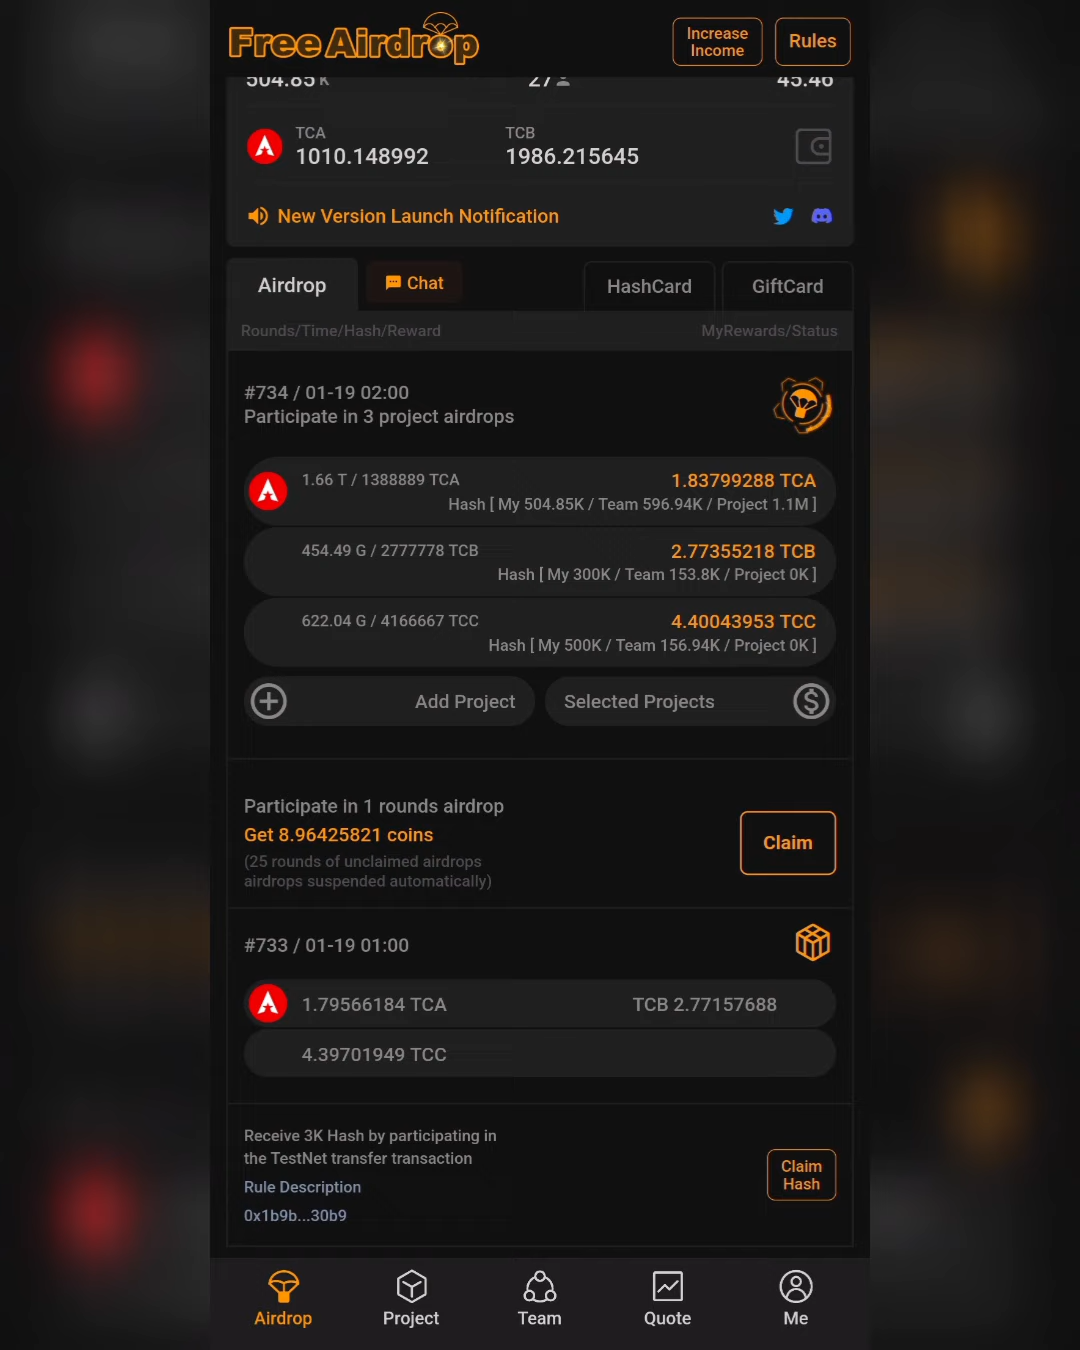 Free Airdrop
Increase
Income
Rules
504.85 K
27
45.46
TCA
1010.148992
TCB
1986.215645
New Version Launch Notification
Airdrop
Chat
HashCard
GiftCard
Rounds/Time/Hash/Reward
MyRewards/Status
#734 / 01-19 02:00
Participate in 3 project airdrops
1.66 T / 1388889 TCA
1.83799288 TCA
Hash [ My 504.85K / Team 596.94K / Project 1.1M ]
454.49 G / 2777778 TCB
2.77355218 TCB
Hash [ My 300K / Team 153.8K / Project 0K ]
622.04 G / 4166667 TCC
4.40043953 TCC
Hash [ My 500K / Team 156.94K / Project 0K ]
Add Project
Selected Projects
Participate in 1 rounds airdrop
Get 8.96425821 coins
(25 rounds of unclaimed airdrops
airdrops suspended automatically)
Claim
#733 / 01-19 01:00
1.79566184 TCA
TCB 2.77157688
4.39701949 TCC
Receive 3K Hash by participating in
the TestNet transfer transaction
Rule Description
0x1b9b...30b9
Claim
Hash
Airdrop
Project
Team
Quote
Me